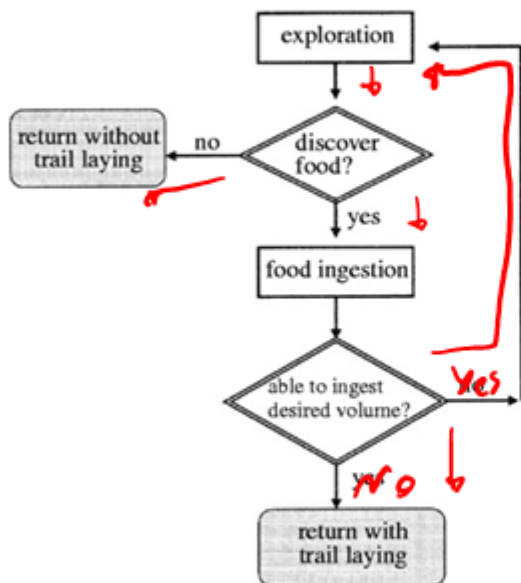 exploration
return without
trail laying
no
discover
food?
yes
food ingestion
able to ingest
desired volume?
Yes
No
return with
trail laying